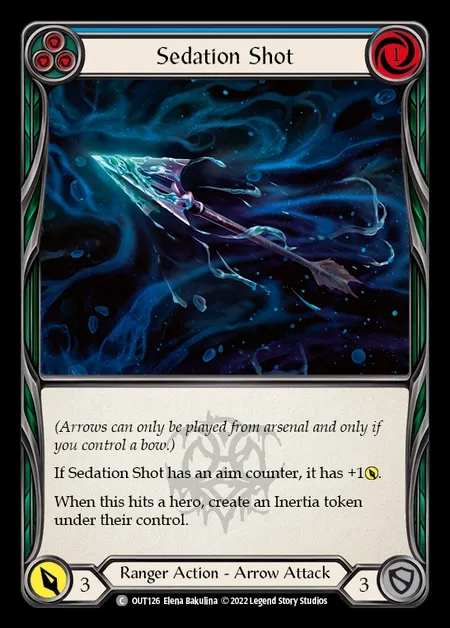 Sedation Shot
1
(Arrows can only be played from arsenal and only if
you control a bow.)
If Sedation Shot has an aim counter, it has +1.
When this hits a hero, create an Inertia token
under their control.
3
Ranger Action - Arrow Attack
3
C OUT126 Elena Bakulina © 2022 Legend Story Studios